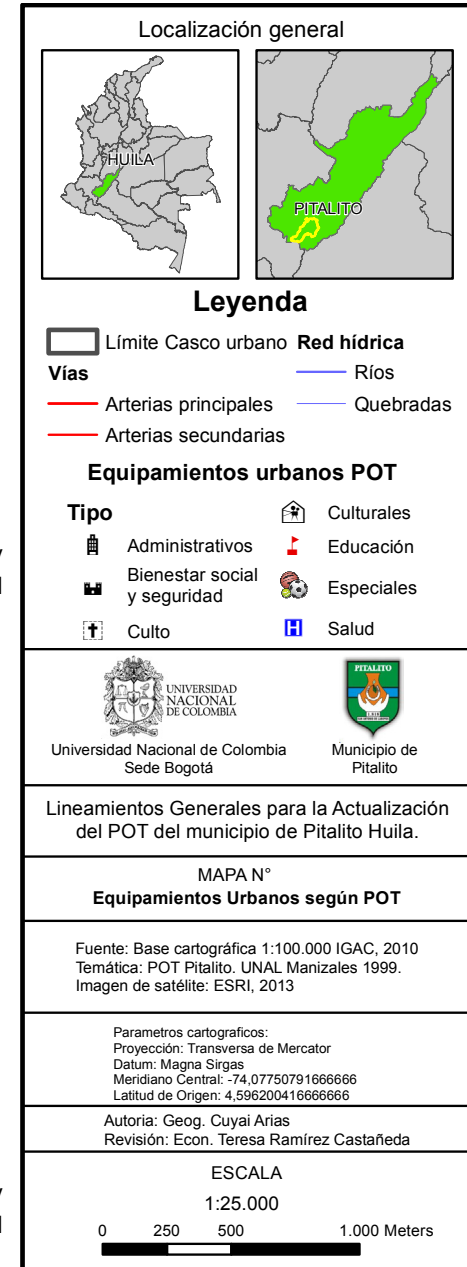 Localización general
HUILA
PITALITO
Leyenda
Límite Casco urbano Red hídrica
Vías
Ríos
Arterias principales
Quebradas
Arterias secundarias
Equipamientos urbanos POT
Tipo
Culturales
Administrativos
Educación
Bienestar social
y seguridad
Especiales
Culto
H
Salud
UNIVERSIDAD
NACIONAL
DE COLOMBIA
PITALITO
Universidad Nacional de Colombia
Sede Bogotá
Municipio de
Pitalito
Lineamientos Generales para la Actualización
del POT del municipio de Pitalito Huila.
MAPA N°
Equipamientos Urbanos según POT
Fuente: Base cartográfica 1:100.000 IGAC, 2010
Temática: POT Pitalito. UNAL Manizales 1999.
Imagen de satélite: ESRI, 2013
Parametros cartograficos:
Proyección: Transversa de Mercator
Datum: Magna Sirgas
Meridiano Central: -74,07750791666666
Latitud de Origen: 4,596200416666666
Autoria: Geog. Cuyai Arias
Revisión: Econ. Teresa Ramírez Castañeda
ESCALA
1:25.000
0 250 500 1.000 Meters